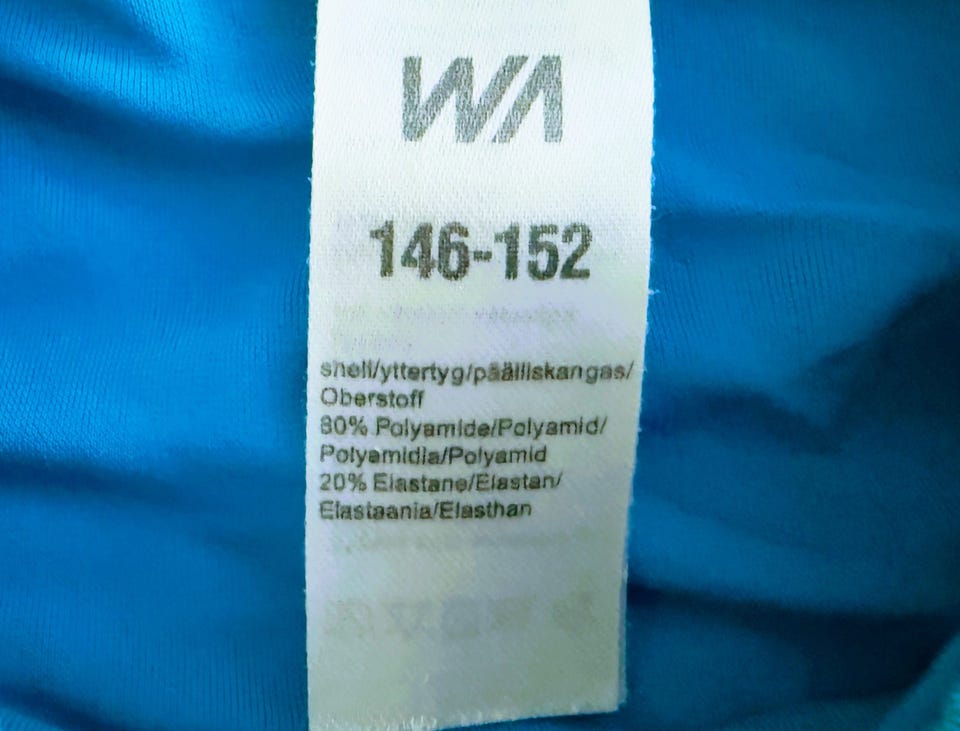 WA
146-152
shell/yttertyg/päälliskangas/
Oberstoff
80% Polyamide/Polyamid/
Polyamidia/Polyamid
20% Elastane/Elastan/
Elastaania/Elasthan